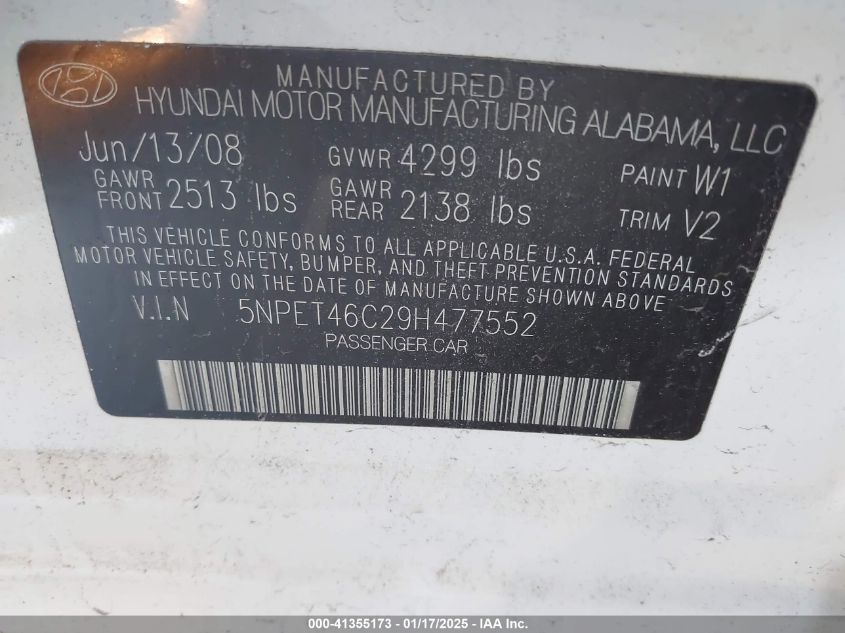 MANUFACTURED BY
HYUNDAI MOTOR MANUFACTURING ALABAMA, LLC
Jun/13/08 GVWR 4299 lbs PAINT W1
GAWR FRONT 2513 lbs GAWR REAR 2138 lbs TRIM V2
THIS VEHICLE CONFORMS TO ALL APPLICABLE U.S.A. FEDERAL
MOTOR VEHICLE SAFETY, BUMPER, AND THEFT PREVENTION STANDARDS
IN EFFECT ON THE DATE OF MANUFACTURE SHOWN ABOVE.
V.I.N 5NPET46C29H477552
PASSENGER CAR
000-41355173 - 01/17/2025 - IAA Inc.